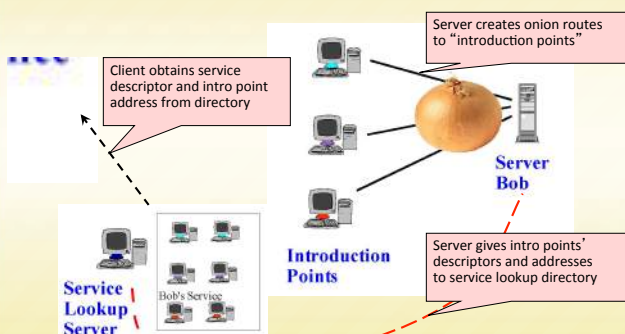 Server creates onion routes
to “introduction points”
Client obtains service
descriptor and intro point
address from directory
Server
Bob
Introduction
Points
Server gives intro points’
descriptors and addresses
to service lookup directory
Bob's Service
Service
Lookup
Server